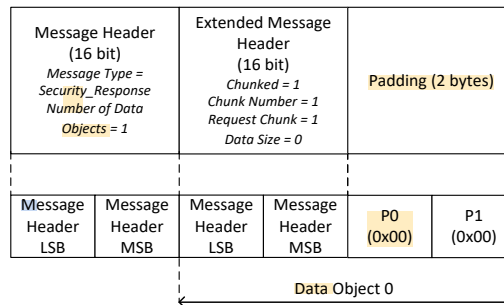 Message Header
(16 bit)
Message Type =
Security_Response
Number of Data
Objects = 1
Extended Message
Header
(16 bit)
Chunked = 1
Chunk Number = 1
Request Chunk = 1
Data Size = 0
Padding (2 bytes)
Message
Header
LSB
Message
Header
MSB
Message
Header
LSB
Message
Header
MSB
P0
(0x00)
P1
(0x00)
Data Object 0